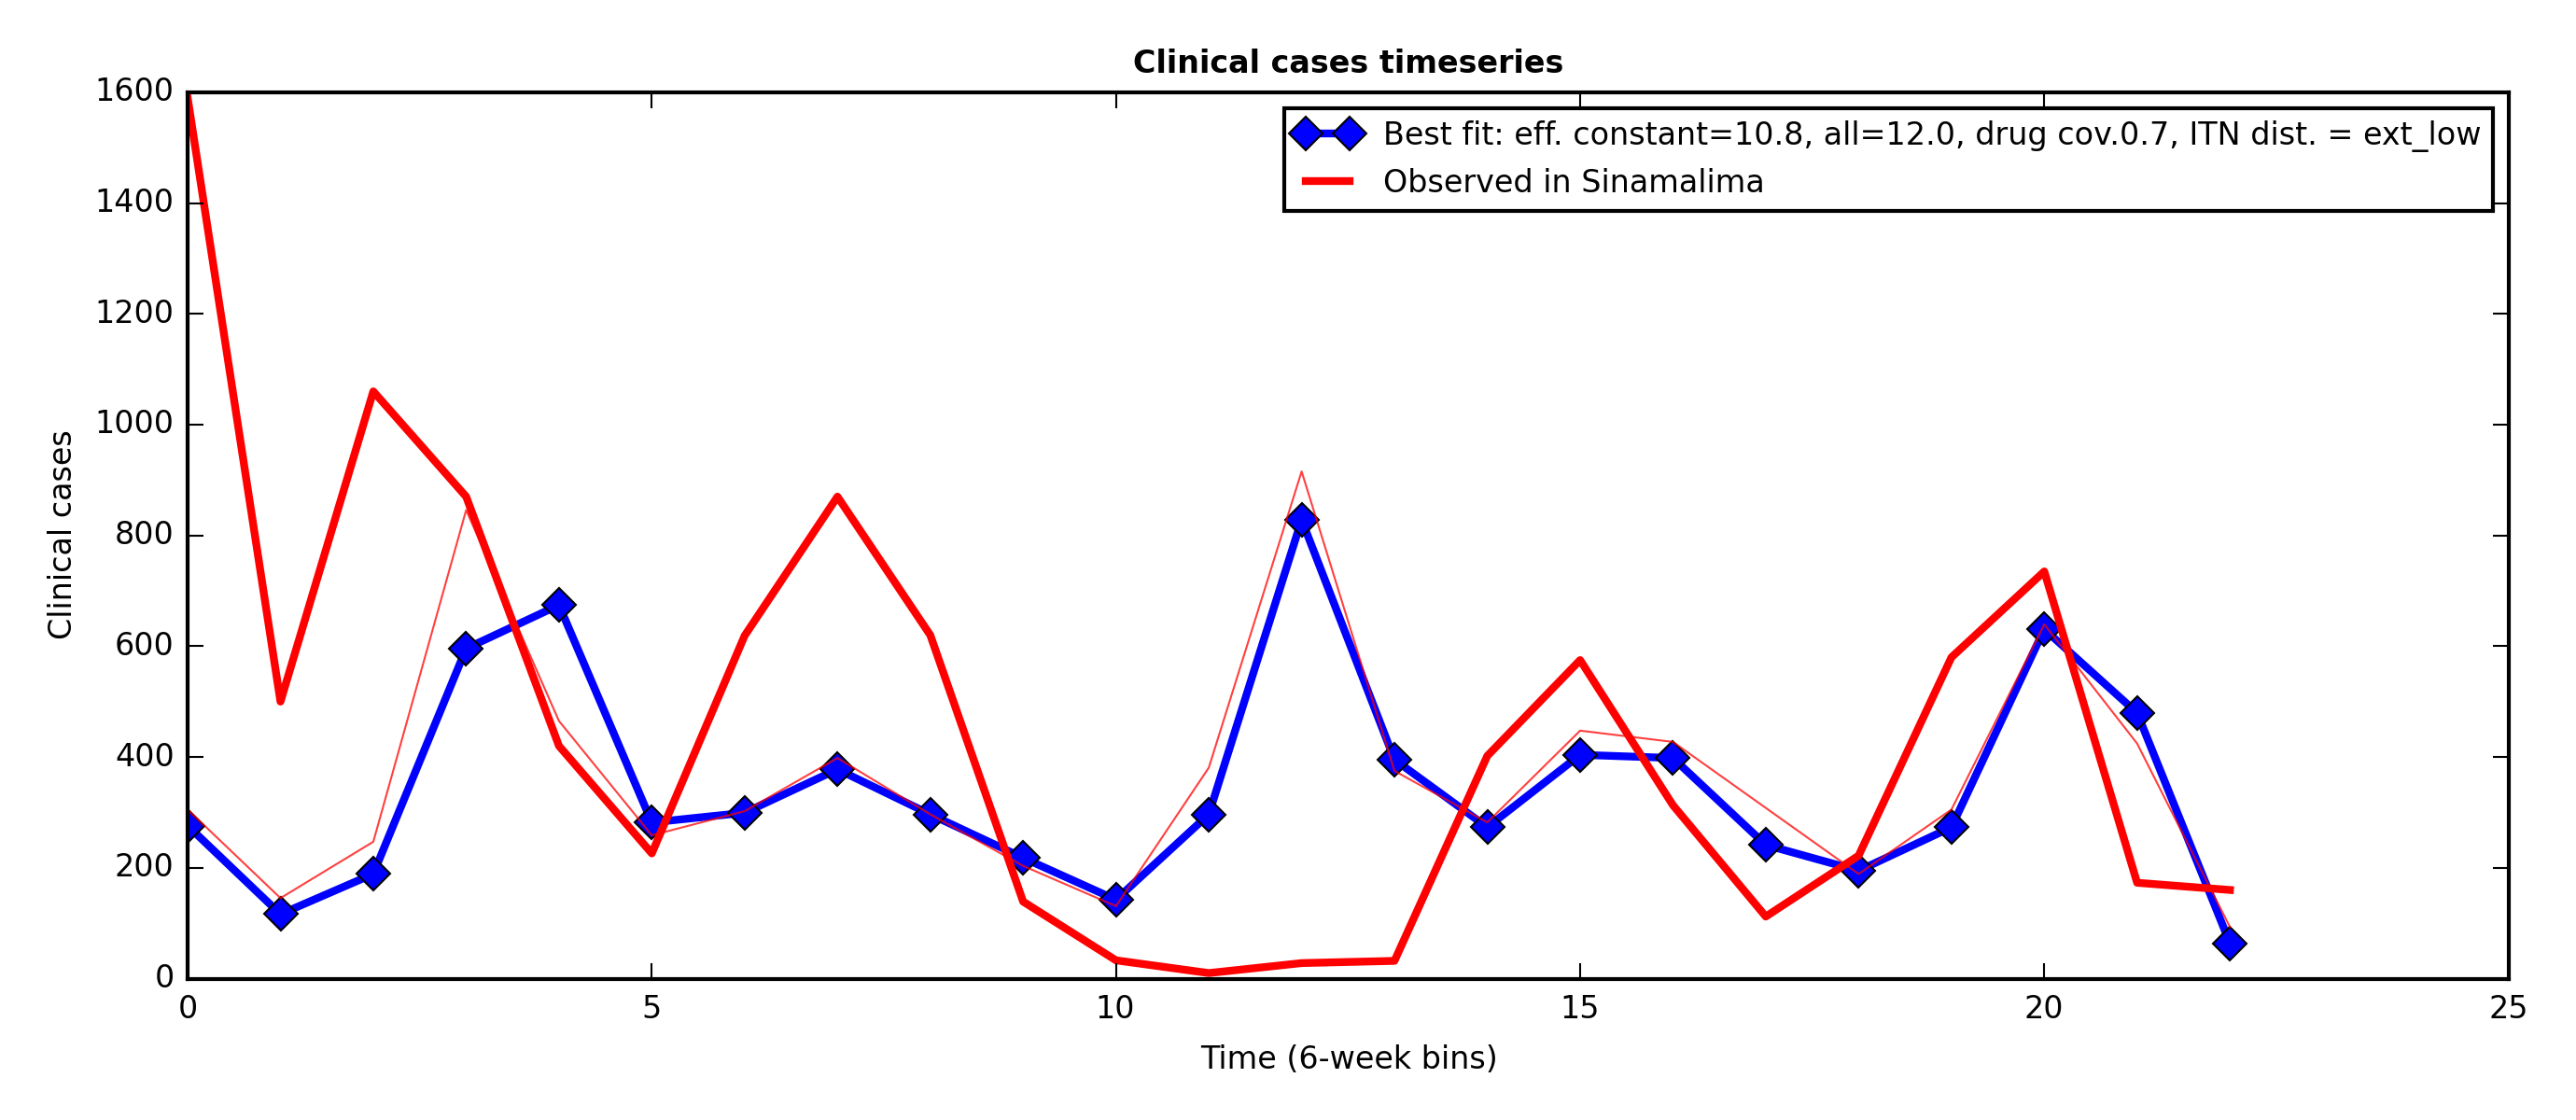 Clinical cases timeseries
Best fit: eff. constant=10.8, all=12.0, drug cov.0.7, ITN dist. = ext_low
Observed in Sinamalima
Clinical cases
1600
1400
1200
1000
800
600
400
200
0
0 5 10 15 20 25
Time (6-week bins)